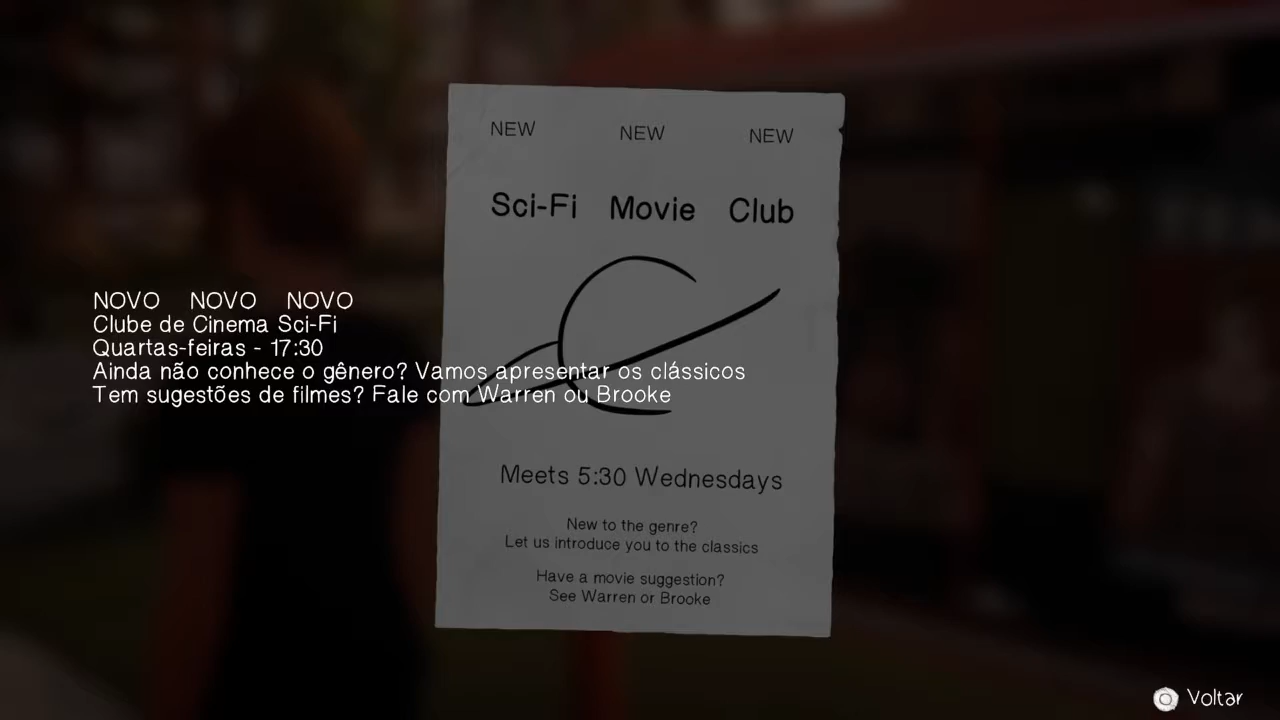 NEW NEW NEW
Sci-Fi Movie Club
NOVO NOVO NOVO
Clube de Cinema Sci-Fi
Quartas-feiras - 17:30
Ainda não conhece o gênero? Vamos apresentar os clássicos
Tem sugestões de filmes? Fale com Warren ou Brooke
Meets 5:30 Wednesdays
New to the genre?
Let us introduce you to the classics
Have a movie suggestion?
See Warren or Brooke
Voltar